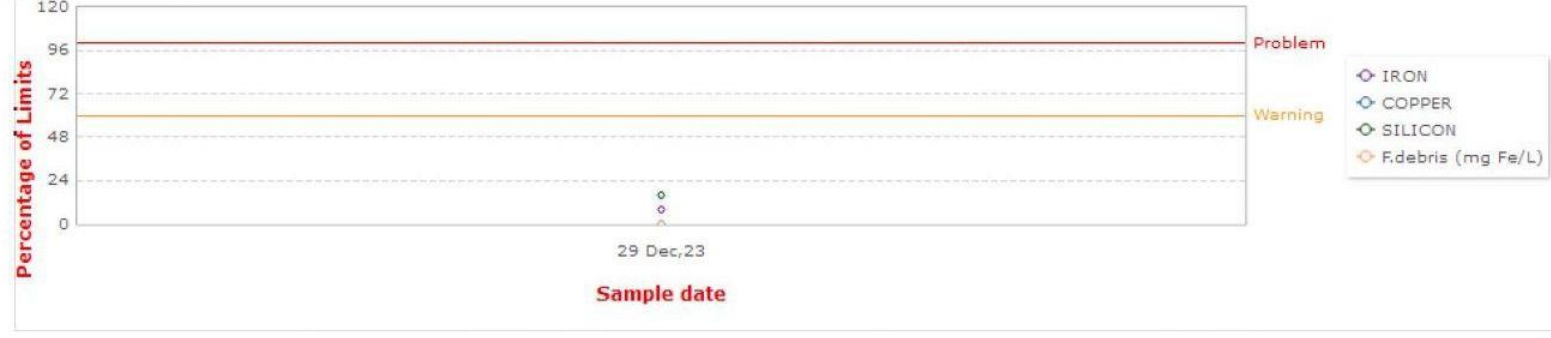 120
96
72
48
24
0
Percentage of Limits
Problem
Warning
29 Dec,23
Sample date
IRON
COPPER
SILICON
F.debris (mg Fe/L)